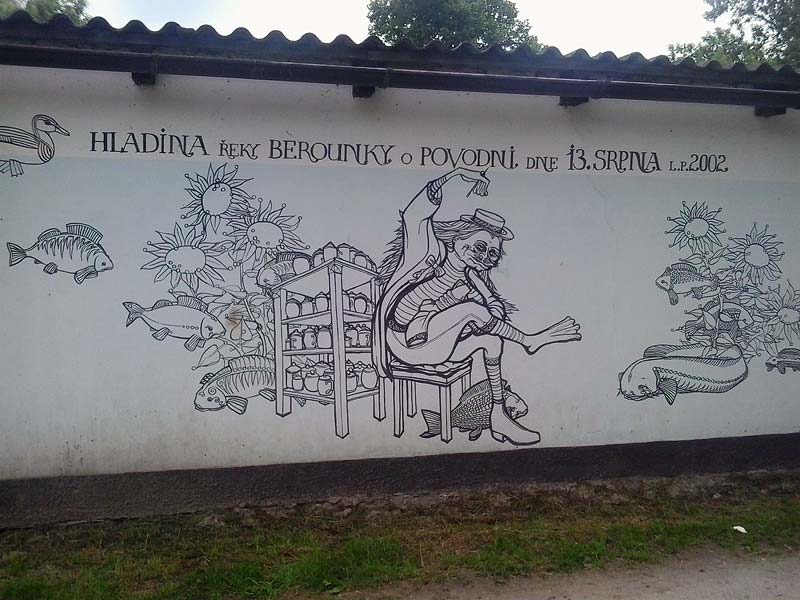 HLADINA ŘEKY BEROUNKY O POVODNI DNE 13. SRPNA L.P. 2002.